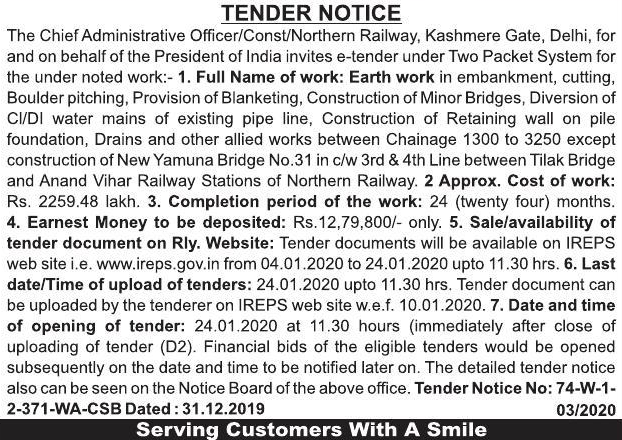 TENDER NOTICE
The Chief Administrative Officer/Const/Northern Railway, Kashmere Gate, Delhi, for
and on behalf of the President of India invites e-tender under Two Packet System for
the under noted work:- 1. Full Name of work: Earth work in embankment, cutting,
Boulder pitching, Provision of Blanketing, Construction of Minor Bridges, Diversion of
CI/DI water mains of existing pipe line, Construction of Retaining wall on pile
foundation, Drains and other allied works between Chainage 1300 to 3250 except
construction of New Yamuna Bridge No.31 in c/w 3rd & 4th Line between Tilak Bridge
and Anand Vihar Railway Stations of Northern Railway. 2 Approx. Cost of work:
Rs. 2259.48 lakh. 3. Completion period of the work: 24 (twenty four) months.
4. Earnest Money to be deposited: Rs.12,79,800/- only. 5. Sale/availability of
tender document on Rly. Website: Tender documents will be available on IREPS
web site i.e. www.ireps.gov.in from 04.01.2020 to 24.01.2020 upto 11.30 hrs. 6. Last
date/Time of upload of tenders: 24.01.2020 upto 11.30 hrs. Tender document can
be uploaded by the tenderer on IREPS web site w.e.f. 10.01.2020. 7. Date and time
of opening of tender: 24.01.2020 at 11.30 hours (immediately after close of
uploading of tender (D2). Financial bids of the eligible tenders would be opened
subsequently on the date and time to be notified later on. The detailed tender notice
also can be seen on the Notice Board of the above office. Tender Notice No: 74-W-1-
2-371-WA-CSB Dated : 31.12.2019 03/2020
Serving Customers With A Smile